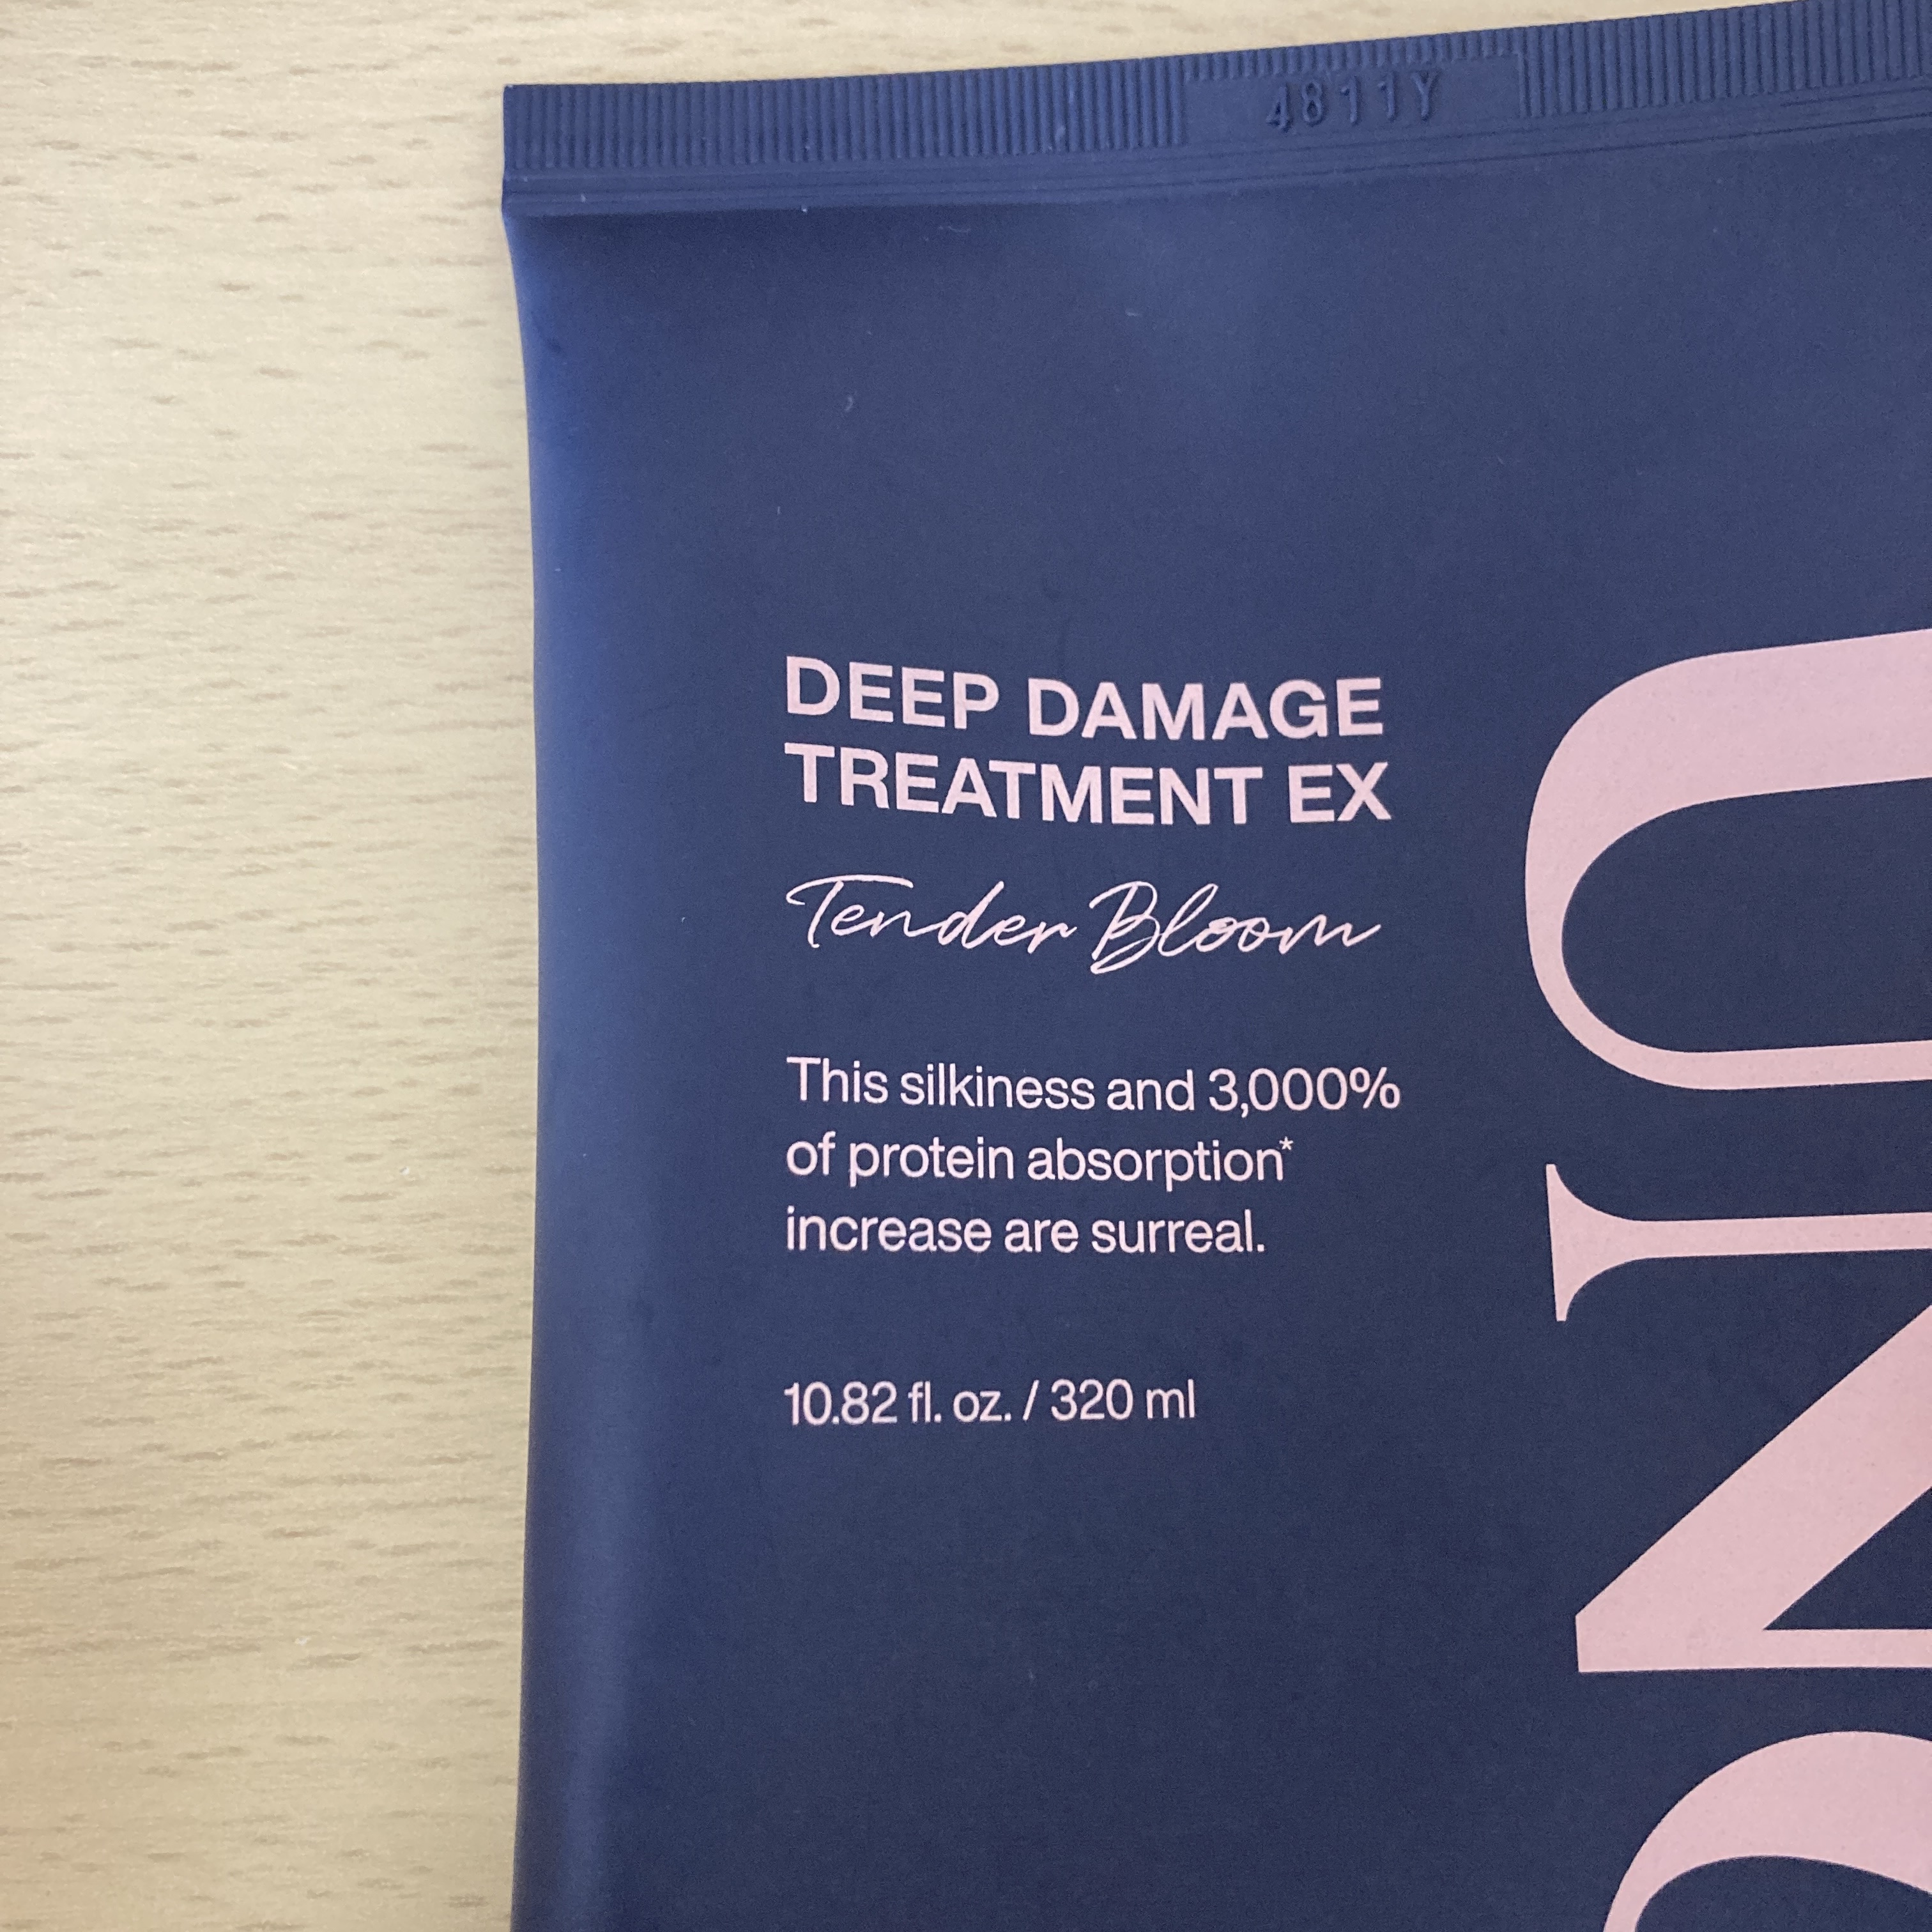 4811Y
DEEP DAMAGE
TREATMENT EX
Tender Bloom
This silkiness and 3,000%
of protein absorption*
increase are surreal.
10.82 fl. oz. / 320 ml